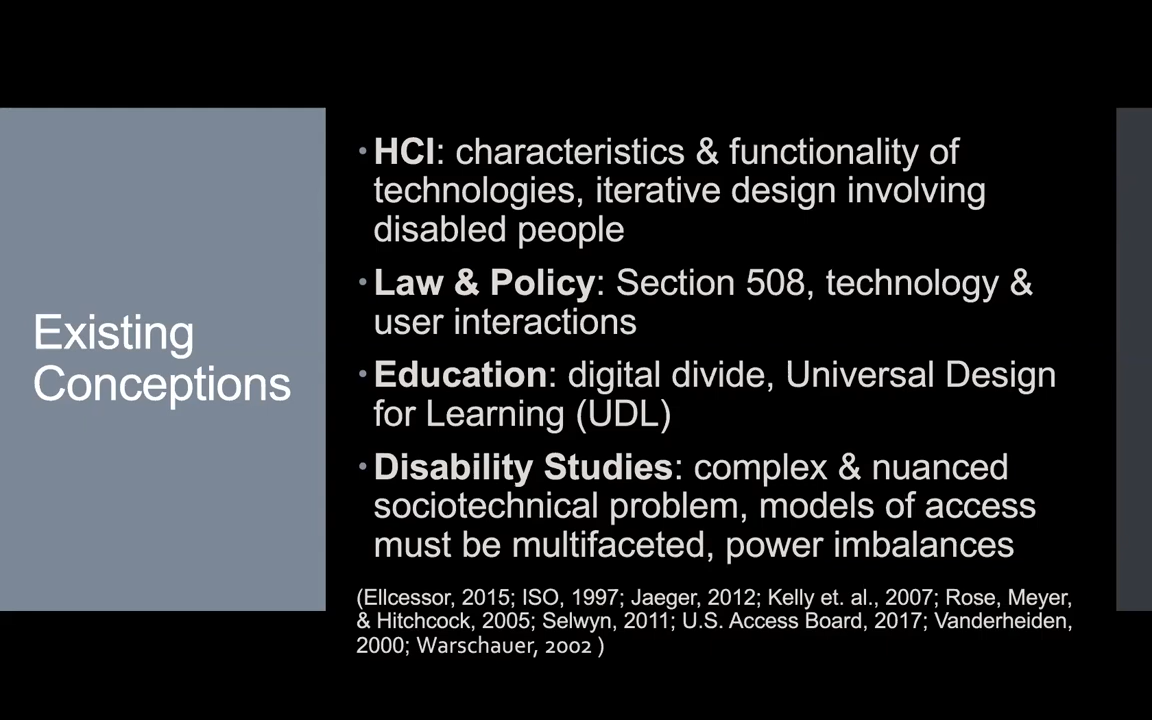 Existing
Conceptions
• HCI: characteristics & functionality of
technologies, iterative design involving
disabled people
• Law & Policy: Section 508, technology &
user interactions
• Education: digital divide, Universal Design
for Learning (UDL)
• Disability Studies: complex & nuanced
sociotechnical problem, models of access
must be multifaceted, power imbalances
(Ellcessor, 2015; ISO, 1997; Jaeger, 2012; Kelly et. al., 2007; Rose, Meyer,
& Hitchcock, 2005; Selwyn, 2011; U.S. Access Board, 2017; Vanderheiden,
2000; Warschauer, 2002 )